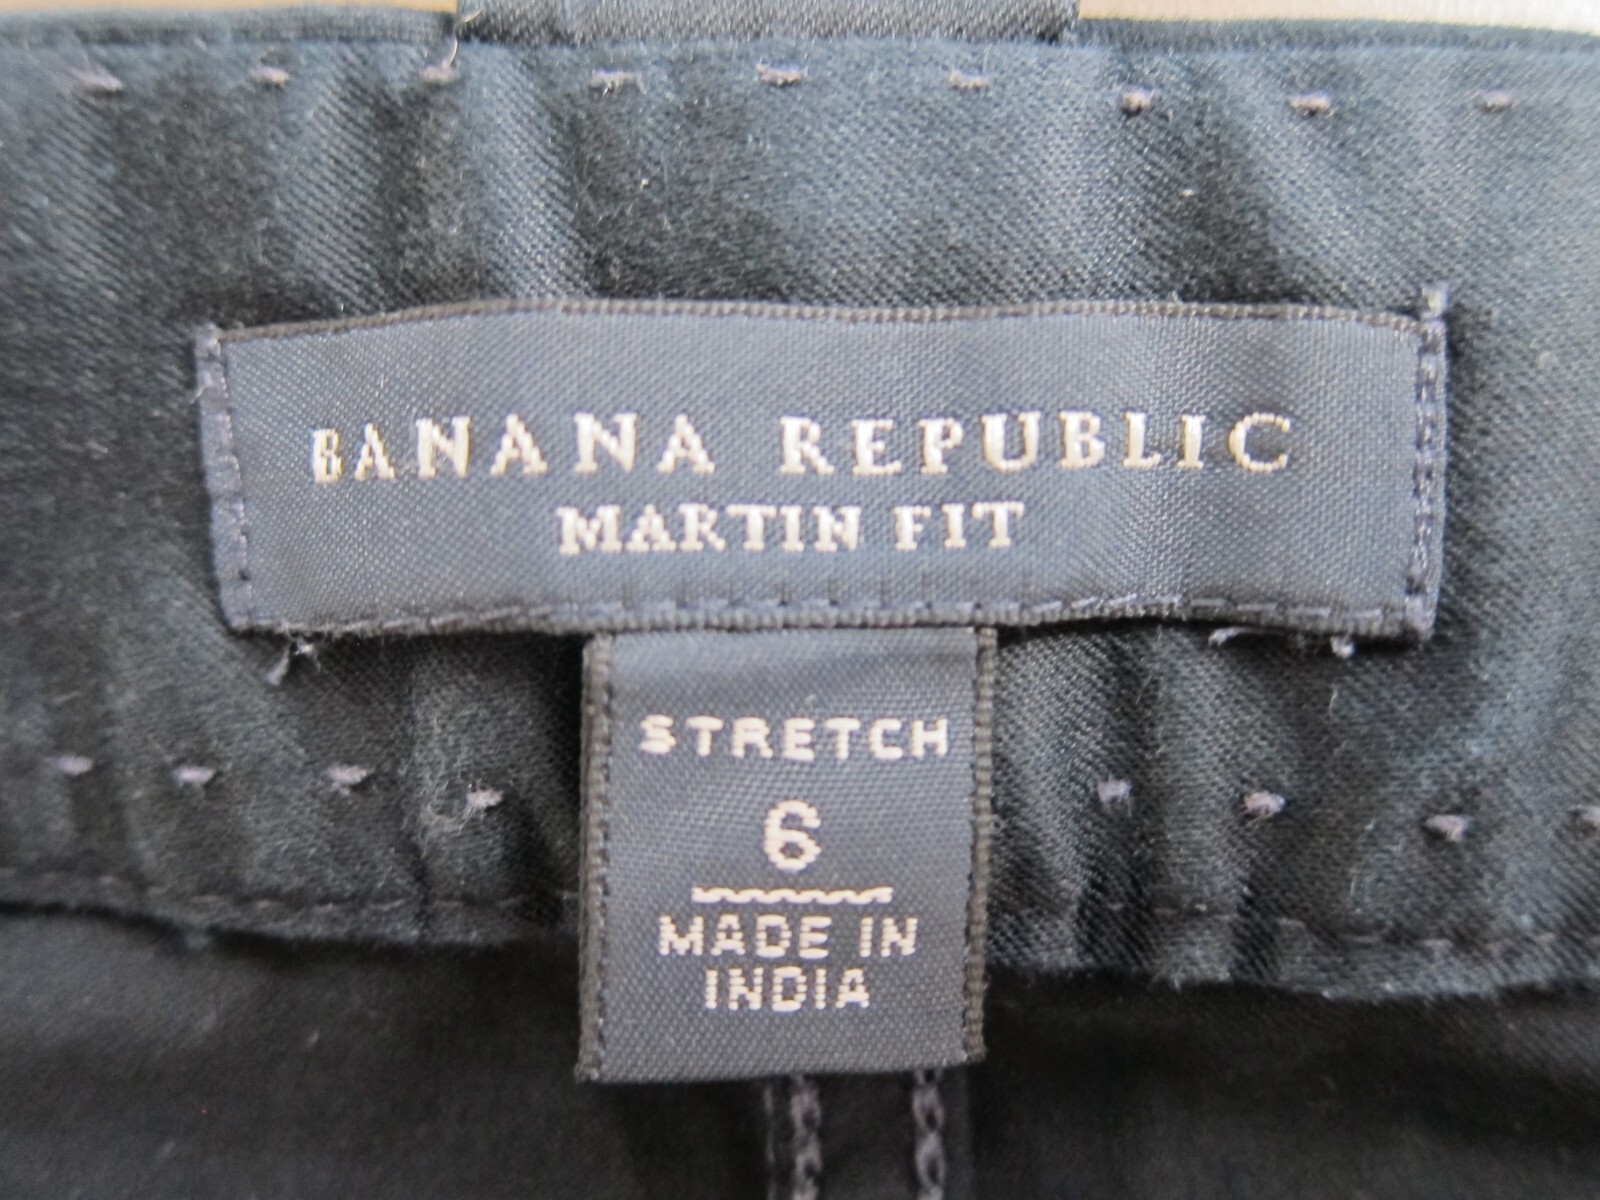 BANANA REPUBLIC
MARTIN FIT
STRETCH
6
MADE IN
INDIA